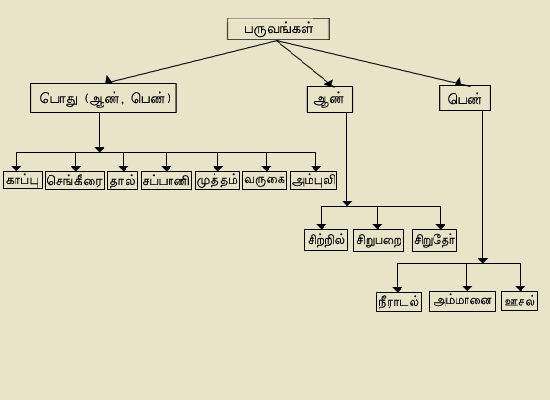 பருவங்கள்
பொது (ஆண், பெண்)
ஆண்
பெண்
காப்பு
செங்கீரை
தால்
சப்பாணி
முத்தம்
வருகை
அம்புலி
சிற்றில்
சிறுபறை
சிறுதேர்
நீராடல்
அம்மானை
ஊசல்